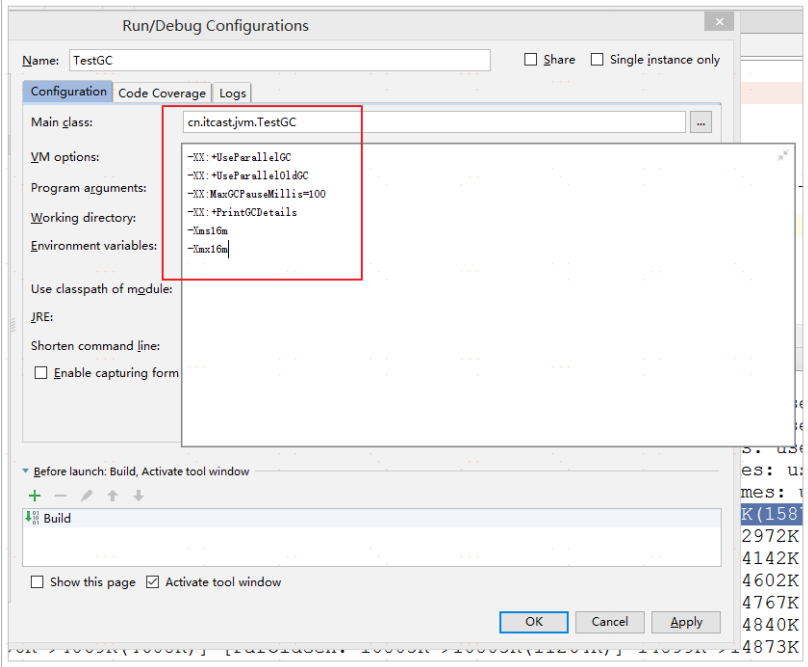 Run/Debug Configurations
Name: TestGC
Share
Single instance only
Configuration
Code Coverage
Logs
Main class: cn.itcast.jvm.TestGC
...
VM options:
-XX:+UseParallelGC
-XX:+UseParallelOldGC
-XX:MaxGCPauseMillis=100
-XX:+PrintGCDetails
-Xms16m
-Xmx16m
Program arguments:
Working directory:
Environment variables:
Use classpath of module:
JRE:
Shorten command line:
Enable capturing form
Before launch: Build, Activate tool window
Build
Show this page
Activate tool window
OK
Cancel
Apply
mes:
K(158
2972K
4142K
4602K
4767K
4840K
4873K